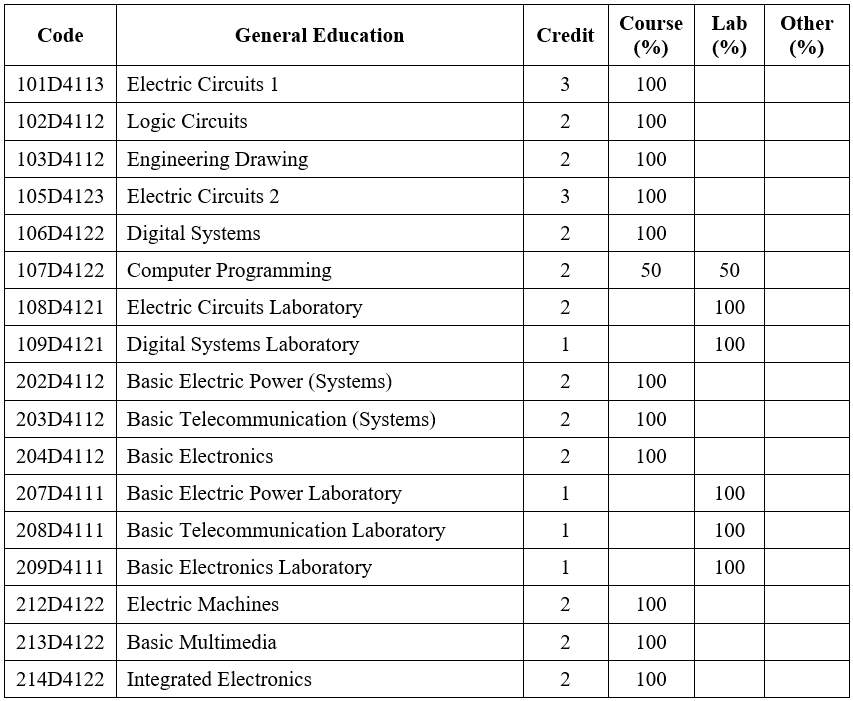 Code General Education Credit Course (%) Lab (%) Other (%)
101D4113 Electric Circuits 1 3 100
102D4112 Logic Circuits 2 100
103D4112 Engineering Drawing 2 100
105D4123 Electric Circuits 2 3 100
106D4122 Digital Systems 2 100
107D4122 Computer Programming 2 50 50
108D4121 Electric Circuits Laboratory 2 100
109D4121 Digital Systems Laboratory 1 100
202D4112 Basic Electric Power (Systems) 2 100
203D4112 Basic Telecommunication (Systems) 2 100
204D4112 Basic Electronics 2 100
207D4111 Basic Electric Power Laboratory 1 100
208D4111 Basic Telecommunication Laboratory 1 100
209D4111 Basic Electronics Laboratory 1 100
212D4122 Electric Machines 2 100
213D4122 Basic Multimedia 2 100
214D4122 Integrated Electronics 2 100